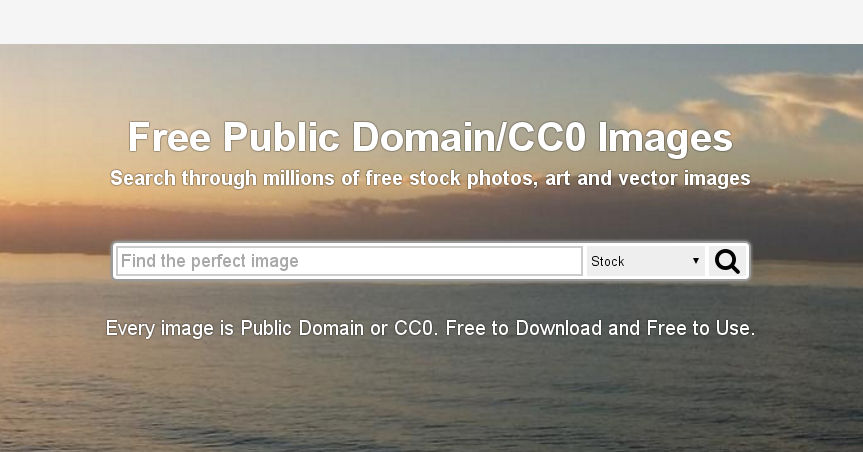 Free Public Domain/CC0 Images
Search through millions of free stock photos, art and vector images
Find the perfect image
Stock
Every image is Public Domain or CC0. Free to Download and Free to Use.